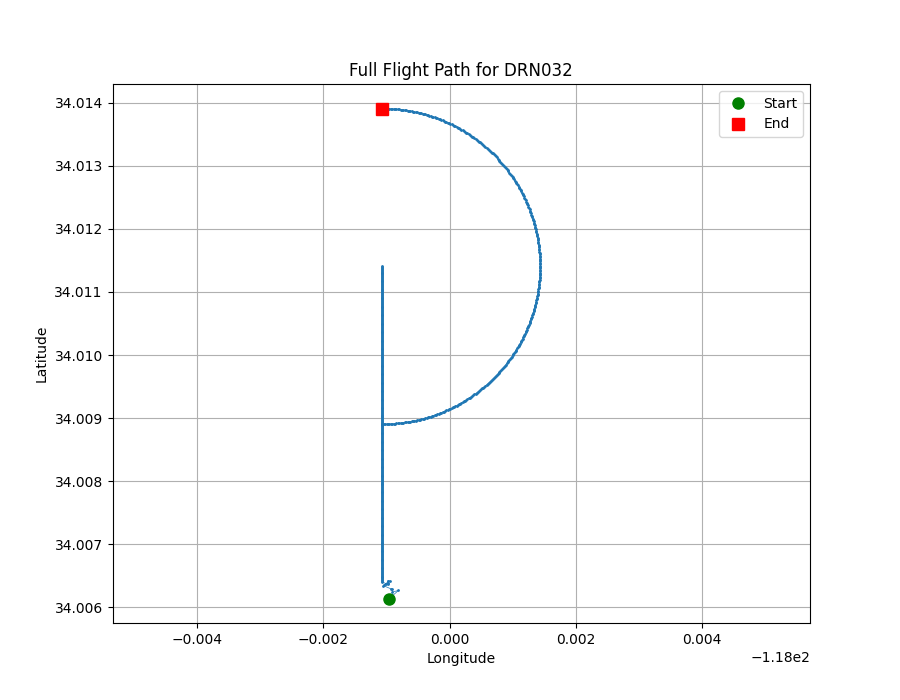 Full Flight Path for DRN032
Start
End
Latitude
34.014
34.013
34.012
34.011
34.010
34.009
34.008
34.007
34.006
−0.004 −0.002 0.000 0.002 0.004
−1.18e2
Longitude